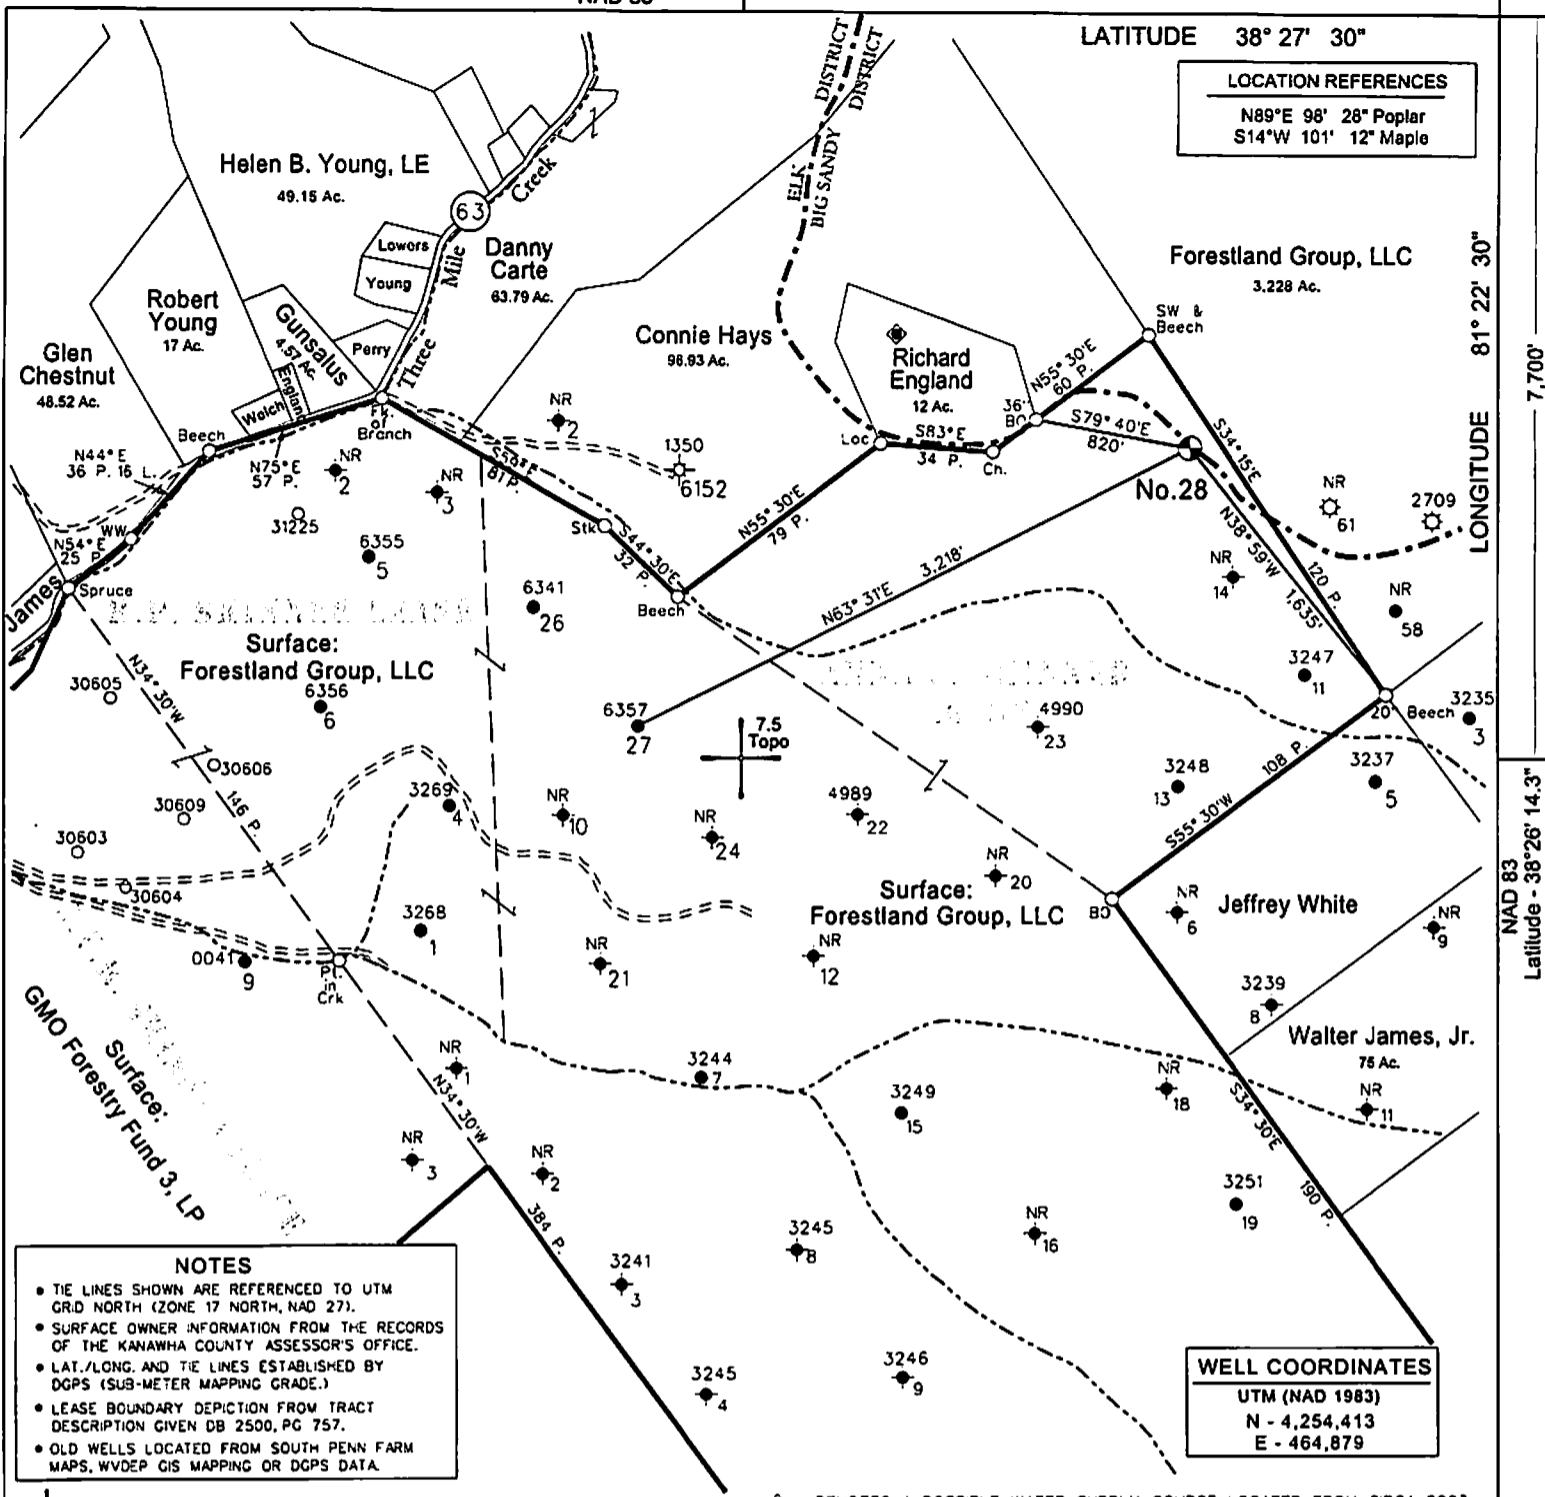 LATITUDE 38° 27' 30"
LOCATION REFERENCES
N89°E 98' 28" Poplar
S14°W 101' 12" Maple
DISTRICT
DISTRICT
ELK
BIG SANDY
Helen B. Young, LE
49.15 Ac.
63
Creek
Mile
Three
Lowers
Young
Danny
Carte
63.79 Ac.
Forestland Group, LLC
3,228 Ac.
LONGITUDE 81° 22' 30"
7,700'
Robert
Young
17 Ac.
Gunsalus
4.57 Ac.
England
Perry
Welch
Glen
Chestnut
48.52 Ac.
Connie Hays
96.93 Ac.
Richard
England
12 Ac.
SW &
Beech
N55°30'E
60 P.
36"
BO
S79°40'E
820'
S34°15'E
120 P.
Loc
S83°E
34 P.
Ch.
No.28
Beech
Fk.
of
Branch
N44°E
36 P. 16 L.
N75°E
57 P.
NR
2
NR
3
NR
2
1350
6152
S59°E
81 P.
N55°30'E
79 P.
NR
61
2709
31225
WW
N54°E
25 P.
Stk
S44°30'E
32 P.
N38°59'W
1,635'
NR
14
NR
58
6355
5
James
Spruce
6341
26
Beech
N63°31'E 3,218'
Surface:
Forestland Group, LLC
3247
11
30605
N34°30'W
6356
6
6357
27
7.5
Topo
4990
23
20" Beech
3235
3
30606
146 P.
3248
13
108 P.
S55°30'W
3237
5
30609
3269
4
NR
10
NR
24
4989
22
30603
30604
NR
20
NAD 83
Latitude - 38°26' 14.3"
Surface:
Forestland Group, LLC
CB
NR
6
Jeffrey White
NR
9
3268
1
0041
9
Pt.
in
Crk
NR
21
NR
12
3239
8
GMO Forestry Fund 3, LP
Surface:
Walter James, Jr.
75 Ac.
NR
1
3244
7
NR
18
S34°30'E
190 P.
NR
11
N34°30'W
384 P.
3249
15
NR
3
NR
2
3251
19
3245
8
NR
16
3241
3
3245
4
3246
9
NOTES
• TIE LINES SHOWN ARE REFERENCED TO UTM
GRID NORTH (ZONE 17 NORTH, NAD 27).
• SURFACE OWNER INFORMATION FROM THE RECORDS
OF THE KANAWHA COUNTY ASSESSOR'S OFFICE.
• LAT./LONG. AND TIE LINES ESTABLISHED BY
DGPS (SUB-METER MAPPING GRADE.)
• LEASE BOUNDARY DEPICTION FROM TRACT
DESCRIPTION GIVEN DB 2500, PG 757.
• OLD WELLS LOCATED FROM SOUTH PENN FARM
MAPS, WVDEP GIS MAPPING OR DGPS DATA.
WELL COORDINATES
UTM (NAD 1983)
N - 4,254,413
E - 464,879